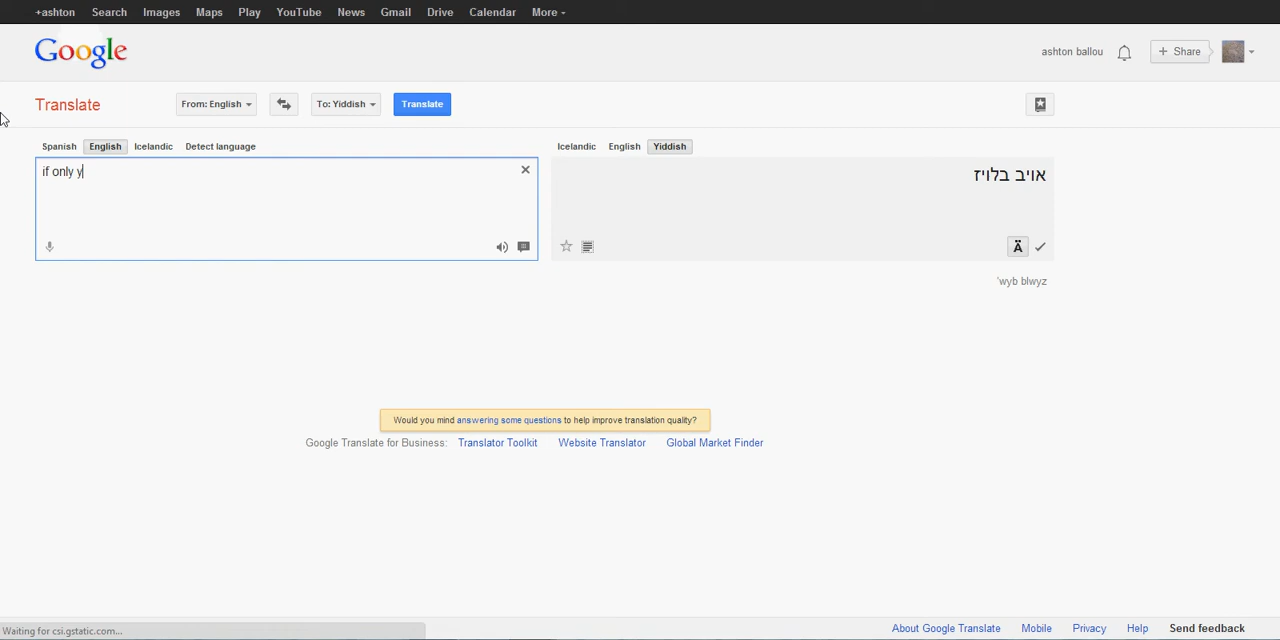 +ashton Search Images Maps Play YouTube News Gmail Drive Calendar More
Google
ashton ballou
+ Share
Translate
From: English
To: Yiddish
Translate
Spanish English Icelandic Detect language
Icelandic English Yiddish
if only y
אויב בלויז
Ä
'wyb blwyz
Would you mind answering some questions to help improve translation quality?
Google Translate for Business: Translator Toolkit Website Translator Global Market Finder
About Google Translate Mobile Privacy Help Send feedback
Waiting for csi.gstatic.com...